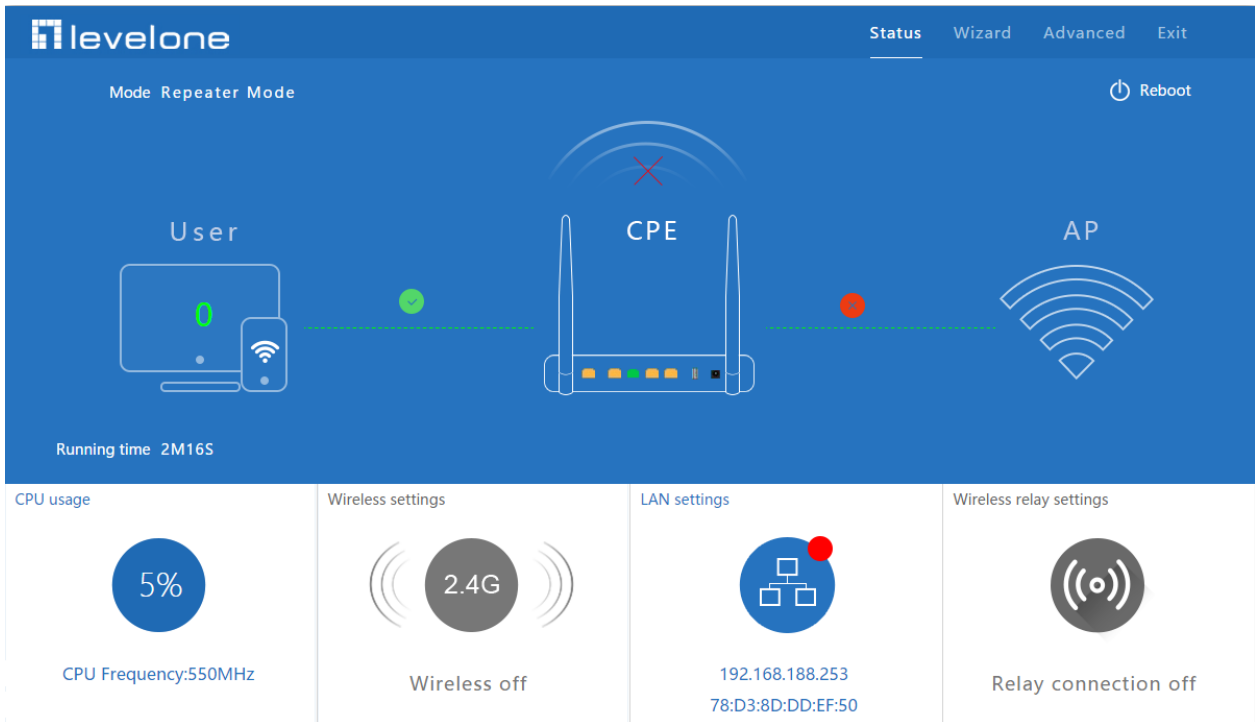 levelone
Status Wizard Advanced Exit
Mode Repeater Mode
Reboot
User
CPE
AP
0
Running time 2M16S
CPU usage
Wireless settings
LAN settings
Wireless relay settings
5%
2.4G
CPU Frequency:550MHz
Wireless off
192.168.188.253
78:D3:8D:DD:EF:50
Relay connection off